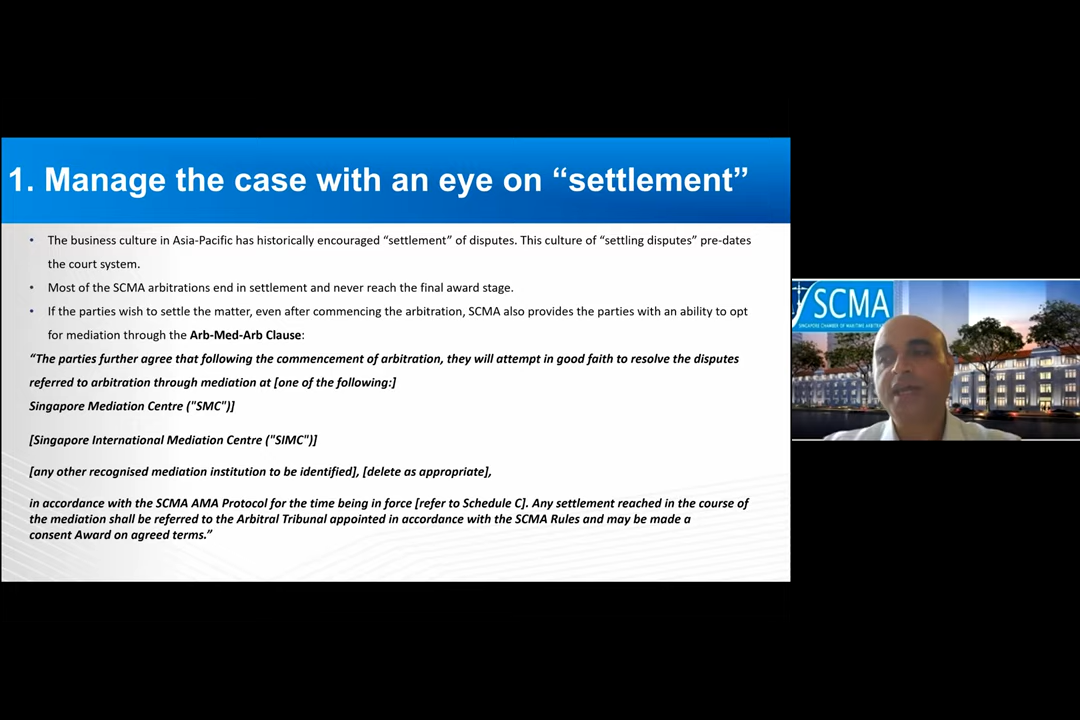 1. Manage the case with an eye on “settlement”
• The business culture in Asia-Pacific has historically encouraged “settlement” of disputes. This culture of “settling disputes” pre-dates
the court system.
• Most of the SCMA arbitrations end in settlement and never reach the final award stage.
• If the parties wish to settle the matter, even after commencing the arbitration, SCMA also provides the parties with an ability to opt
for mediation through the Arb-Med-Arb Clause:
“The parties further agree that following the commencement of arbitration, they will attempt in good faith to resolve the disputes
referred to arbitration through mediation at [one of the following:]
Singapore Mediation Centre ("SMC")]
[Singapore International Mediation Centre ("SIMC")]
[any other recognised mediation institution to be identified], [delete as appropriate],
in accordance with the SCMA AMA Protocol for the time being in force [refer to Schedule C]. Any settlement reached in the course of
the mediation shall be referred to the Arbitral Tribunal appointed in accordance with the SCMA Rules and may be made a
consent Award on agreed terms.”
SCMA
SINGAPORE CHAMBER OF MARITIME